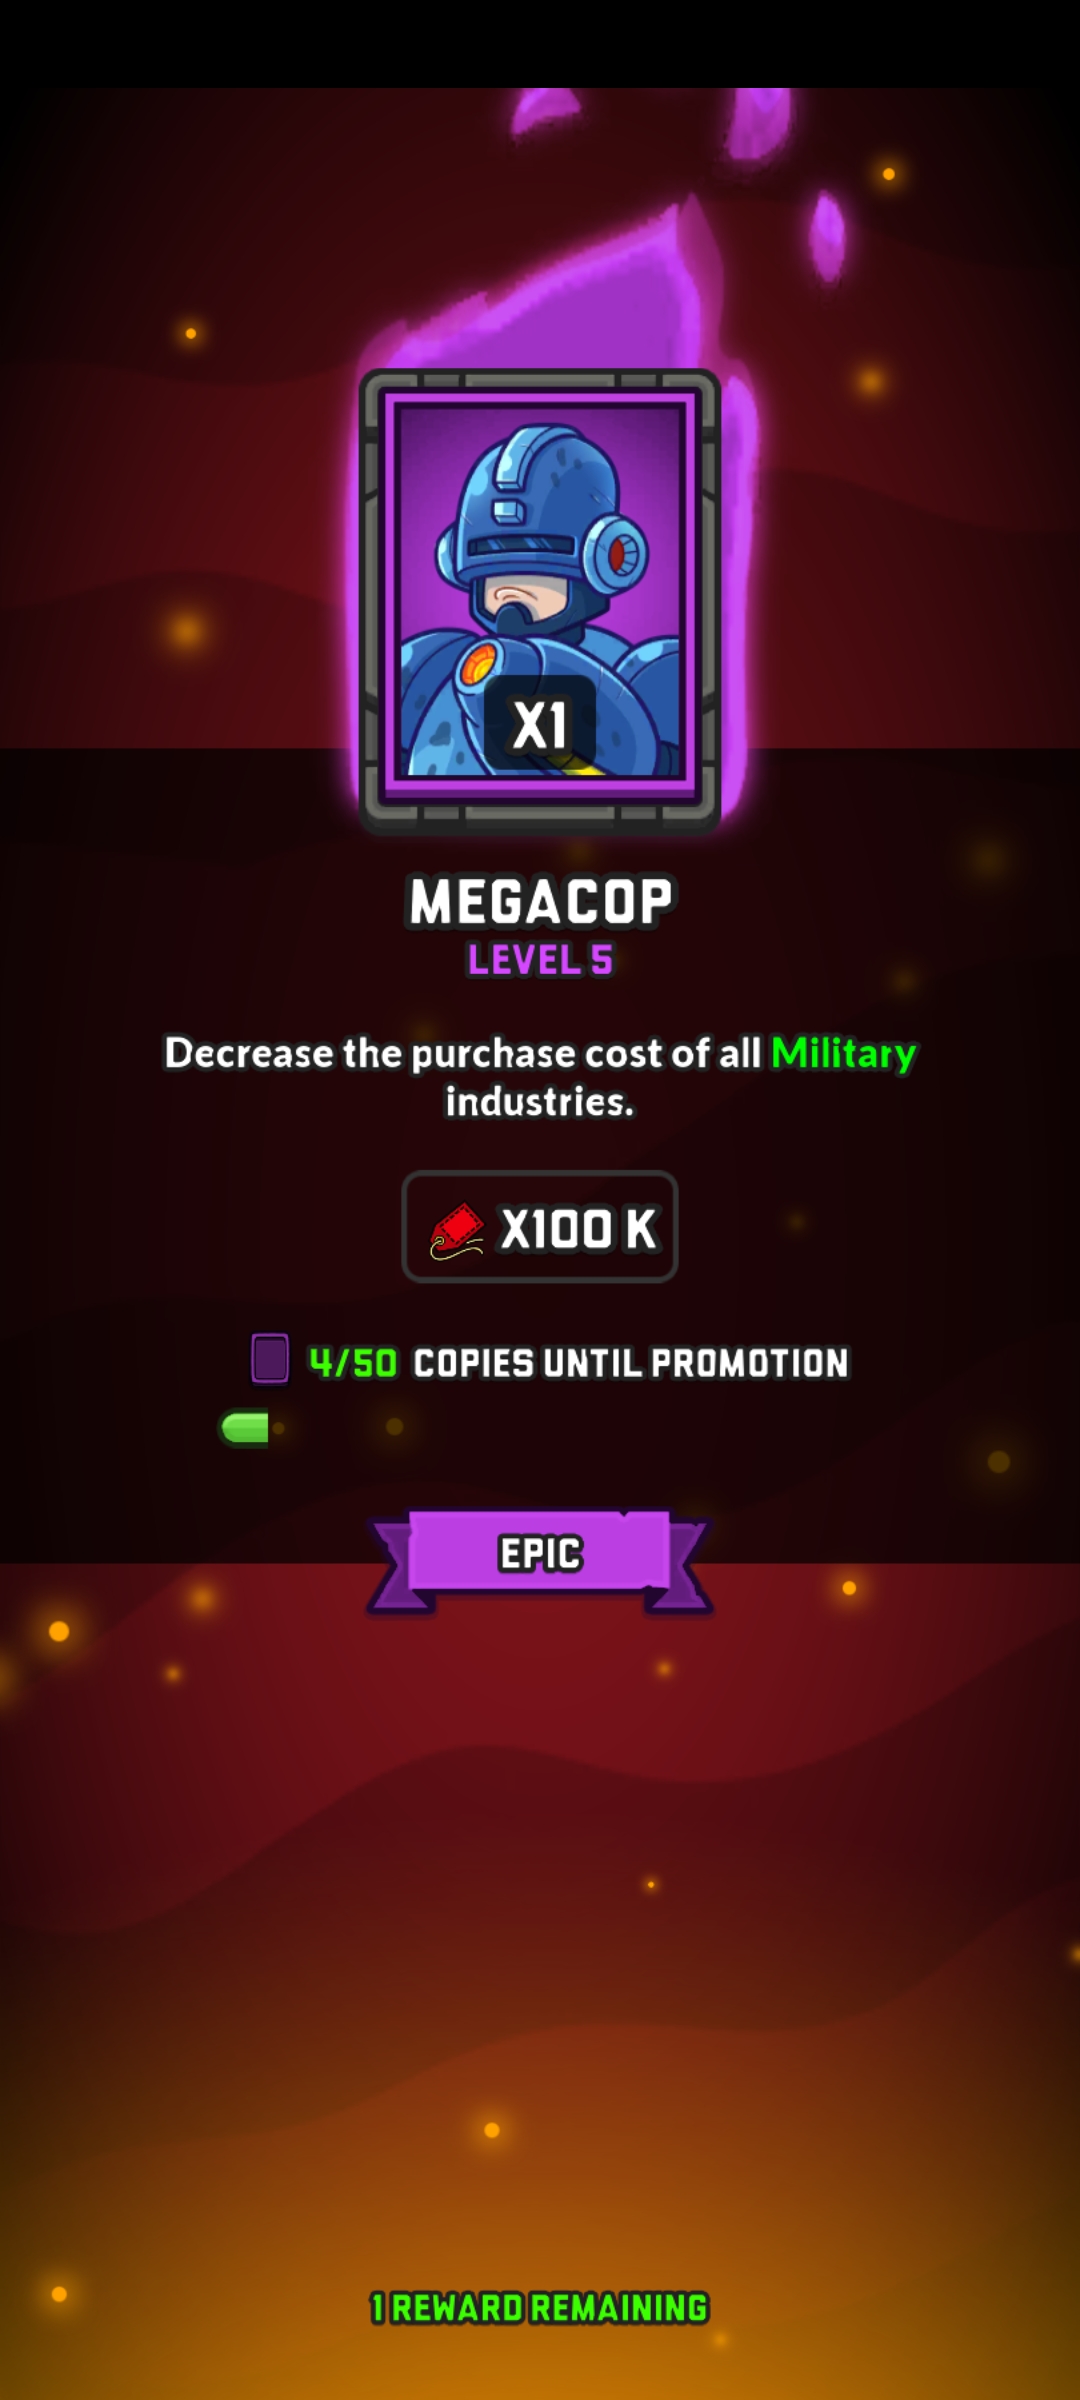 X1
MEGACOP
LEVEL 5
Decrease the purchase cost of all Military
industries.
X100 K
4/50 COPIES UNTIL PROMOTION
EPIC
1 REWARD REMAINING